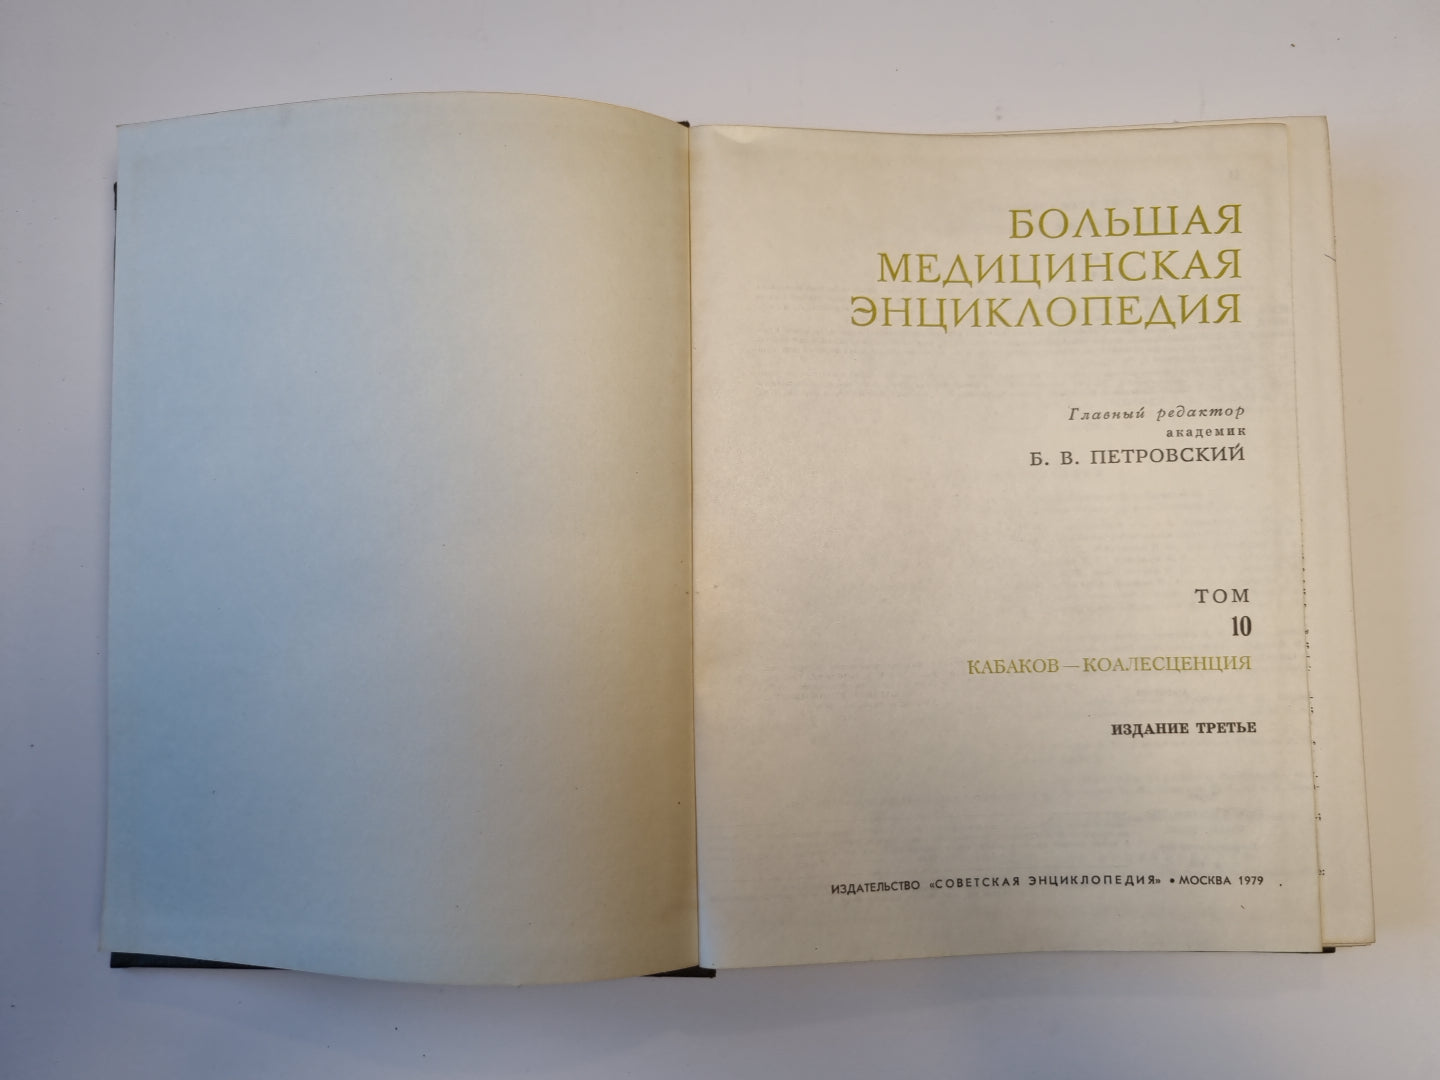 БОЛЬШАЯ
МЕДИЦИНСКАЯ
ЭНЦИКЛОПЕДИЯ
Главный редактор
академик
Б. В. ПЕТРОВСКИЙ
ТОМ
10
КАБАКОВ — КОАЛЕСЦЕНЦИЯ
ИЗДАНИЕ ТРЕТЬЕ
ИЗДАТЕЛЬСТВО «СОВЕТСКАЯ ЭНЦИКЛОПЕДИЯ» • МОСКВА 1979